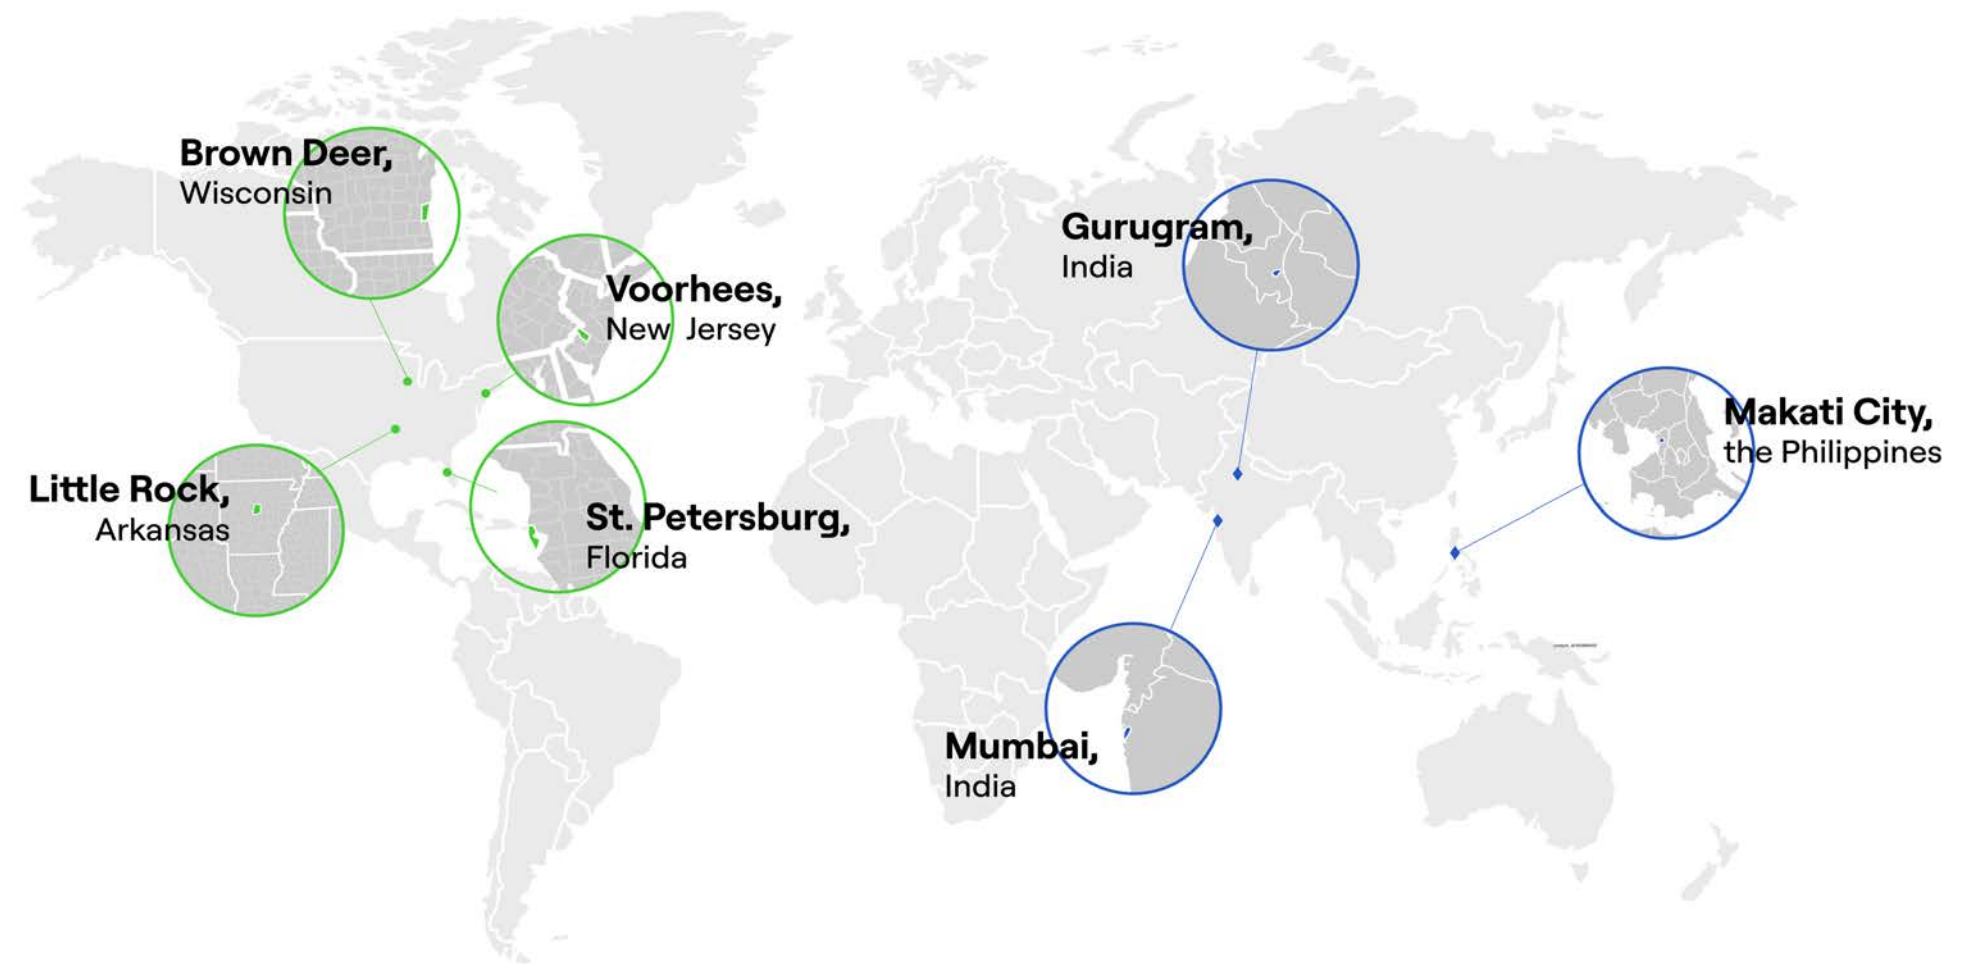 Brown Deer,
Wisconsin
Voorhees,
New Jersey
Gurugram,
India
Makati City,
the Philippines
Little Rock,
Arkansas
St. Petersburg,
Florida
Mumbai,
India